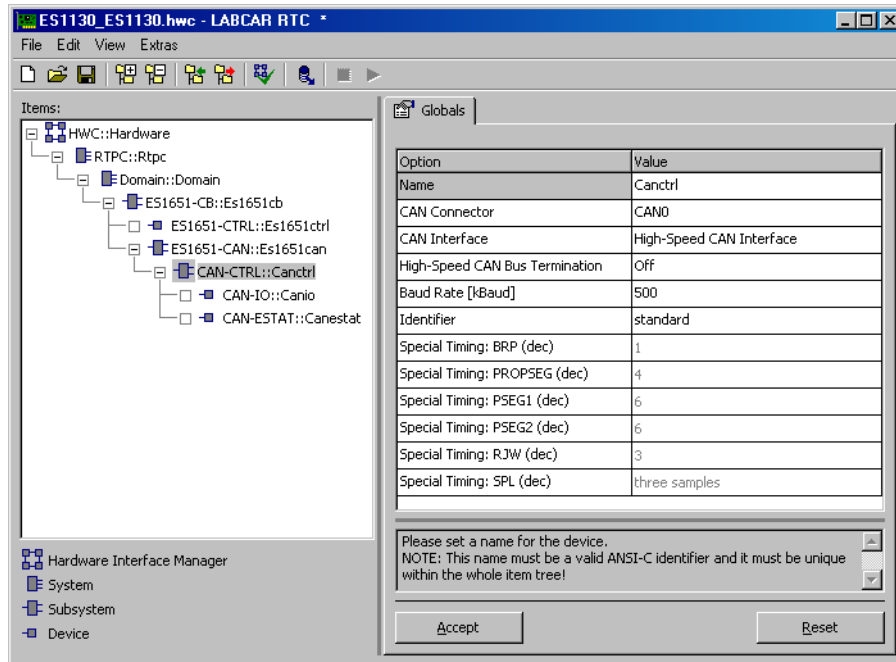 ES1130_ES1130.hwc - LABCAR RTC *
File Edit View Extras
Items:
HWC::Hardware
RTPC::Rtpc
Domain::Domain
ES1651-CB::Es1651cb
ES1651-CTRL::Es1651ctrl
ES1651-CAN::Es1651can
CAN-CTRL::Canctrl
CAN-IO::Canio
CAN-ESTAT::Canestat
Hardware Interface Manager
System
Subsystem
Device
Globals
Option Value
Name Canctrl
CAN Connector CAN0
CAN Interface High-Speed CAN Interface
High-Speed CAN Bus Termination Off
Baud Rate [kBaud] 500
Identifier standard
Special Timing: BRP (dec) 1
Special Timing: PROPSEG (dec) 4
Special Timing: PSEG1 (dec) 6
Special Timing: PSEG2 (dec) 6
Special Timing: RJW (dec) 3
Special Timing: SPL (dec) three samples
Please set a name for the device.
NOTE: This name must be a valid ANSI-C identifier and it must be unique
within the whole item tree!
Accept Reset